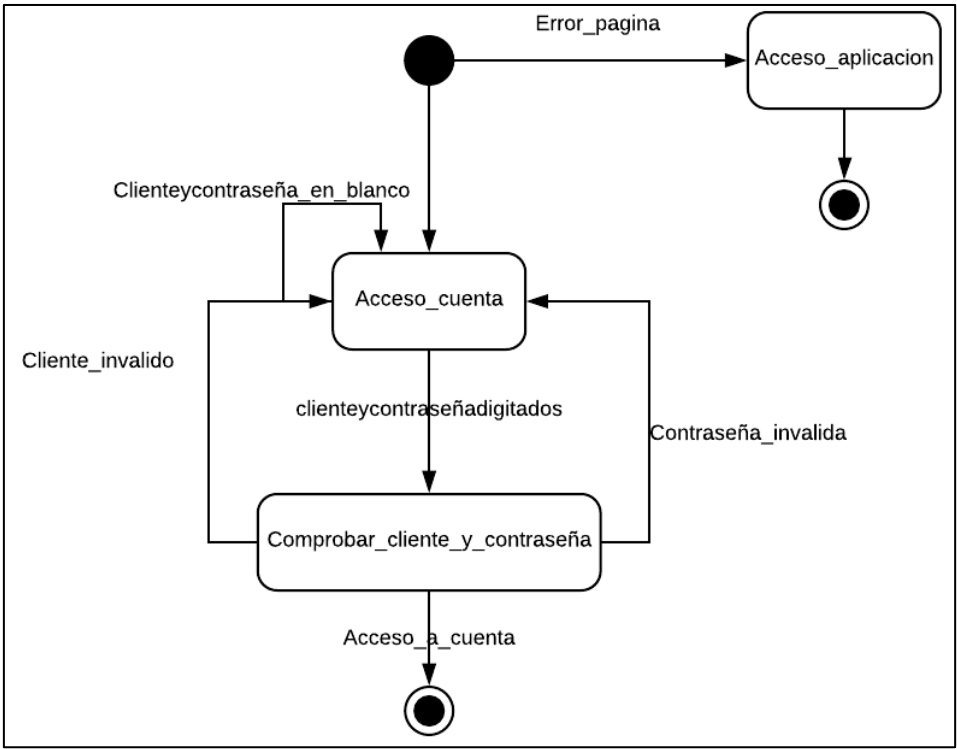 Error_pagina
Acceso_aplicacion
Clienteycontraseña_en_blanco
Acceso_cuenta
Cliente_invalido
clienteycontraseñadigitados
Contraseña_invalida
Comprobar_cliente_y_contraseña
Acceso_a_cuenta